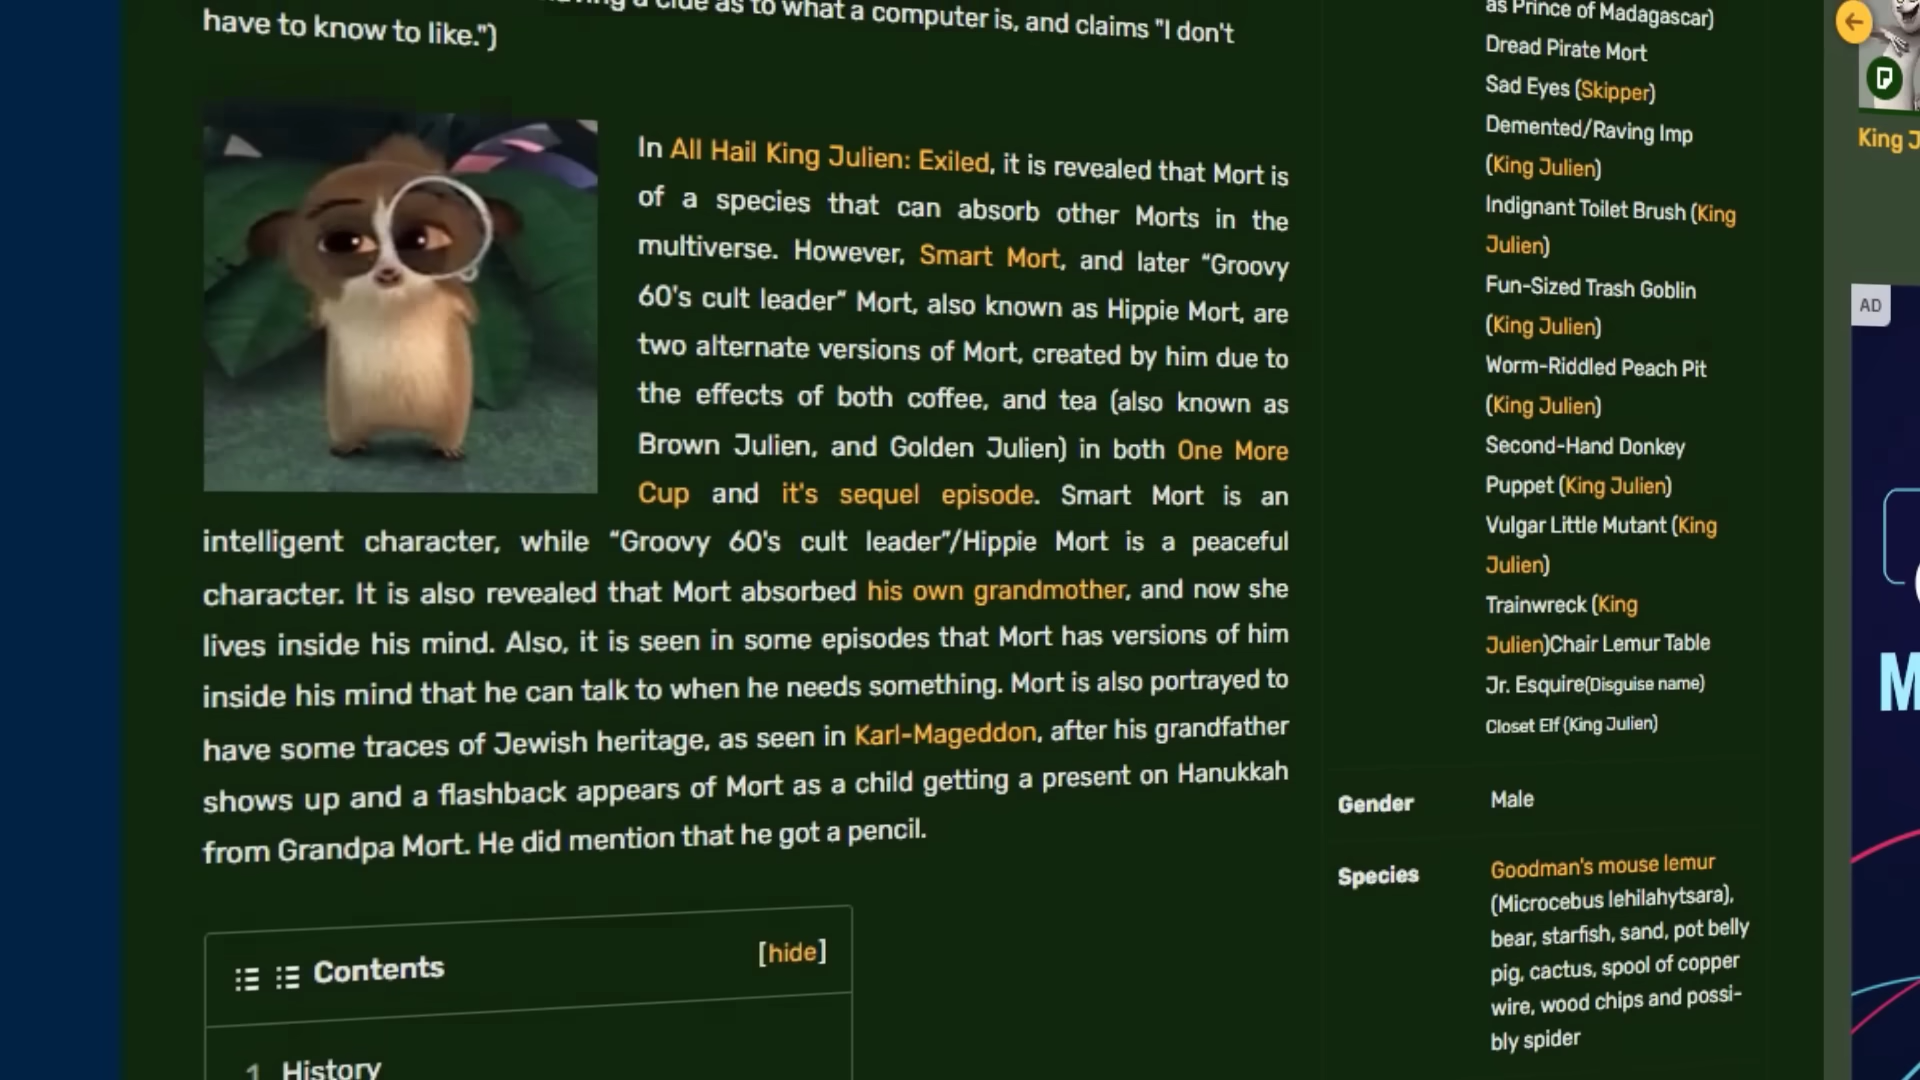 what a computer is, and claims "I don't
have to know to like.")
In All Hail King Julien: Exiled, it is revealed that Mort is
of a species that can absorb other Morts in the
multiverse. However, Smart Mort, and later “Groovy
60's cult leader” Mort, also known as Hippie Mort, are
two alternate versions of Mort, created by him due to
the effects of both coffee, and tea (also known as
Brown Julien, and Golden Julien) in both One More
Cup and it's sequel episode. Smart Mort is an
intelligent character, while “Groovy 60's cult leader”/Hippie Mort is a peaceful
character. It is also revealed that Mort absorbed his own grandmother, and now she
lives inside his mind. Also, it is seen in some episodes that Mort has versions of him
inside his mind that he can talk to when he needs something. Mort is also portrayed to
have some traces of Jewish heritage, as seen in Karl-Mageddon, after his grandfather
shows up and a flashback appears of Mort as a child getting a present on Hanukkah
from Grandpa Mort. He did mention that he got a pencil.
Contents
[hide]
1 History
as Prince of Madagascar)
Dread Pirate Mort
Sad Eyes (Skipper)
Demented/Raving Imp
(King Julien)
Indignant Toilet Brush (King
Julien)
Fun-Sized Trash Goblin
(King Julien)
Worm-Riddled Peach Pit
(King Julien)
Second-Hand Donkey
Puppet (King Julien)
Vulgar Little Mutant (King
Julien)
Trainwreck (King
Julien)Chair Lemur Table
Jr. Esquire(Disguise name)
Closet Elf (King Julien)
Gender
Male
Species
Goodman's mouse lemur
(Microcebus lehilahytsara),
bear, starfish, sand, pot belly
pig, cactus, spool of copper
wire, wood chips and possi-
bly spider
King J
AD
M